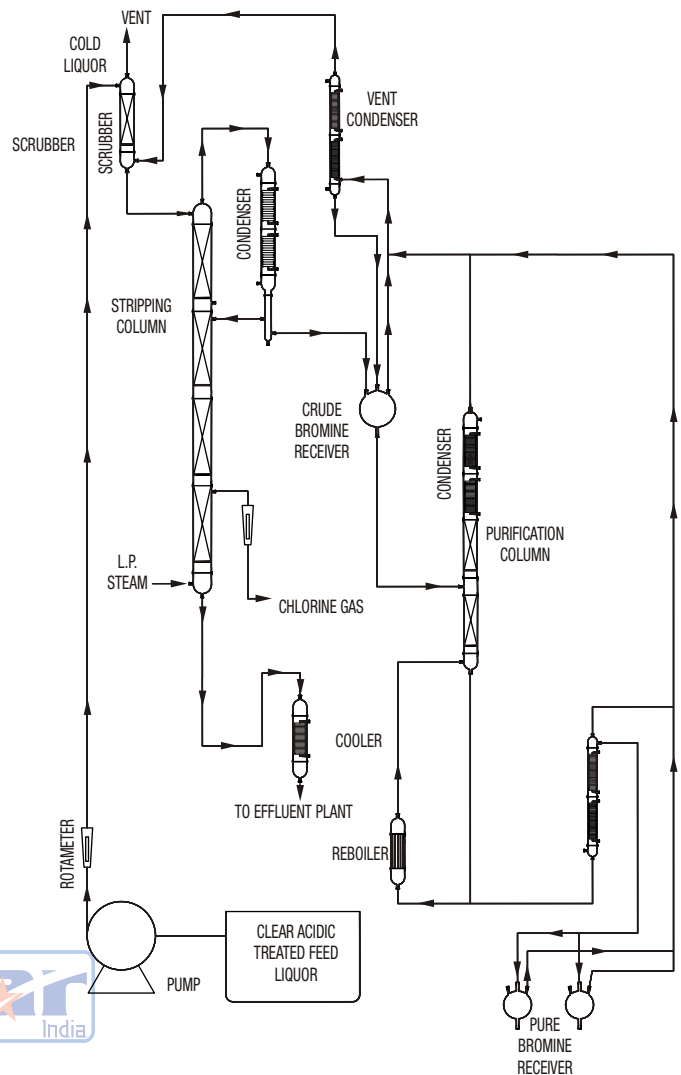 VENT
COLD
LIQUOR
SCRUBBER
SCRUBBER
VENT
CONDENSER
CONDENSER
STRIPPING
COLUMN
CRUDE
BROMINE
RECEIVER
CONDENSER
PURIFICATION
COLUMN
L.P.
STEAM
CHLORINE GAS
COOLER
TO EFFLUENT PLANT
REBOILER
ROTAMETER
CLEAR ACIDIC
TREATED FEED
LIQUOR
PUMP
India
PURE
BROMINE
RECEIVER